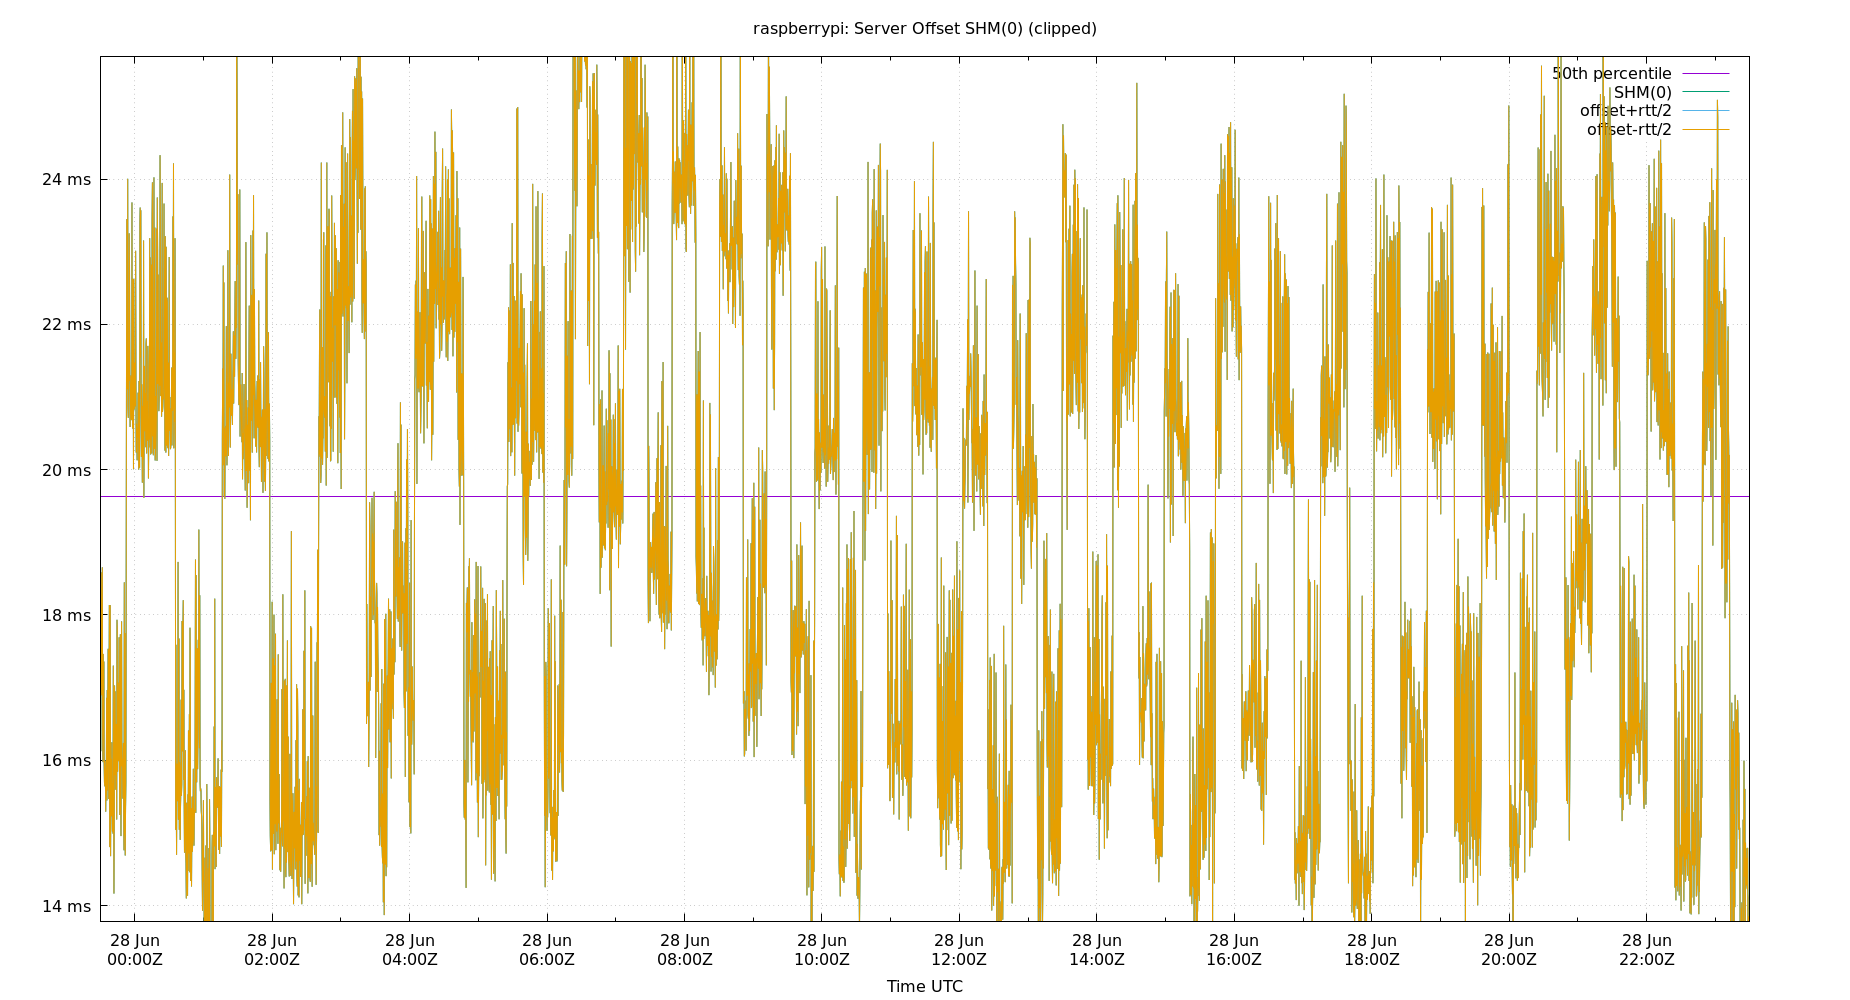 raspberrypi: Server Offset SHM(0) (clipped)
50th percentile
SHM(0)
offset+rtt/2
offset-rtt/2
24 ms
22 ms
20 ms
18 ms
16 ms
14 ms
28 Jun 28 Jun 28 Jun 28 Jun 28 Jun 28 Jun 28 Jun 28 Jun 28 Jun 28 Jun 28 Jun 28 Jun
00:00Z 02:00Z 04:00Z 06:00Z 08:00Z 10:00Z 12:00Z 14:00Z 16:00Z 18:00Z 20:00Z 22:00Z
Time UTC